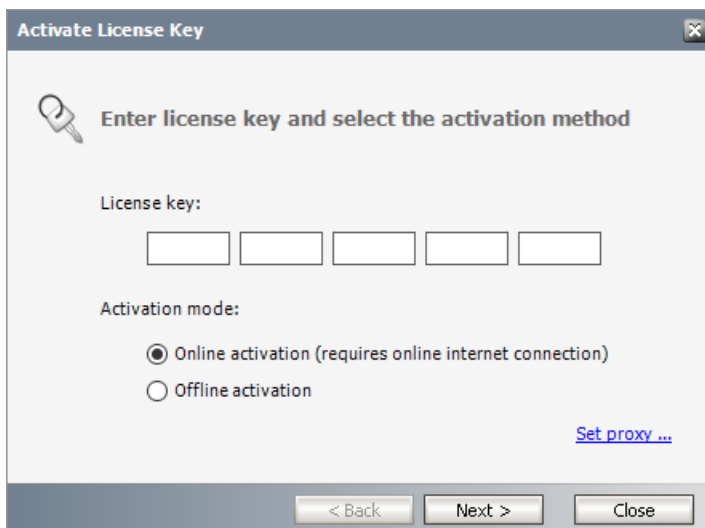 Activate License Key
Enter license key and select the activation method
License key:
Activation mode:
Online activation (requires online internet connection)
Offline activation
Set proxy ...
< Back Next > Close